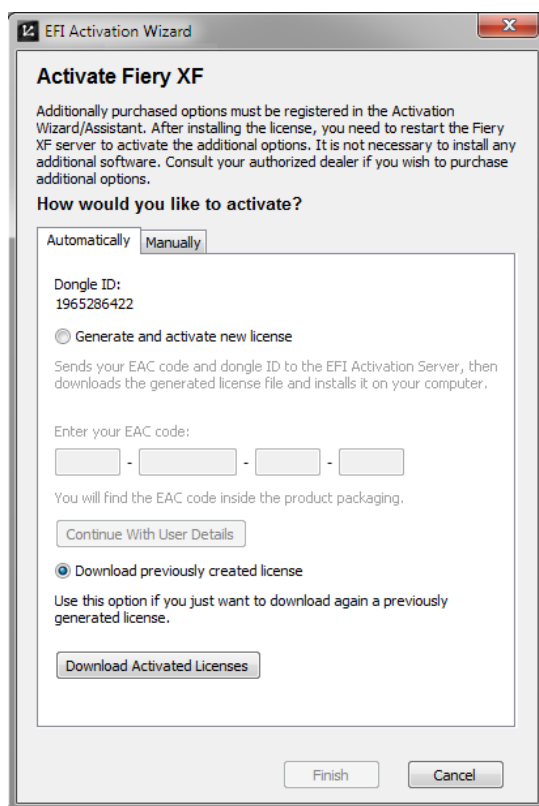 EFI Activation Wizard
Activate Fiery XF
Additionally purchased options must be registered in the Activation
Wizard/Assistant. After installing the license, you need to restart the Fiery
XF server to activate the additional options. It is not necessary to install any
additional software. Consult your authorized dealer if you wish to purchase
additional options.
How would you like to activate?
Automatically Manually
Dongle ID:
1965286422
Generate and activate new license
Sends your EAC code and dongle ID to the EFI Activation Server, then
downloads the generated license file and installs it on your computer.
Enter your EAC code:
- - -
You will find the EAC code inside the product packaging.
Continue With User Details
Download previously created license
Use this option if you just want to download again a previously
generated license.
Download Activated Licenses
Finish Cancel